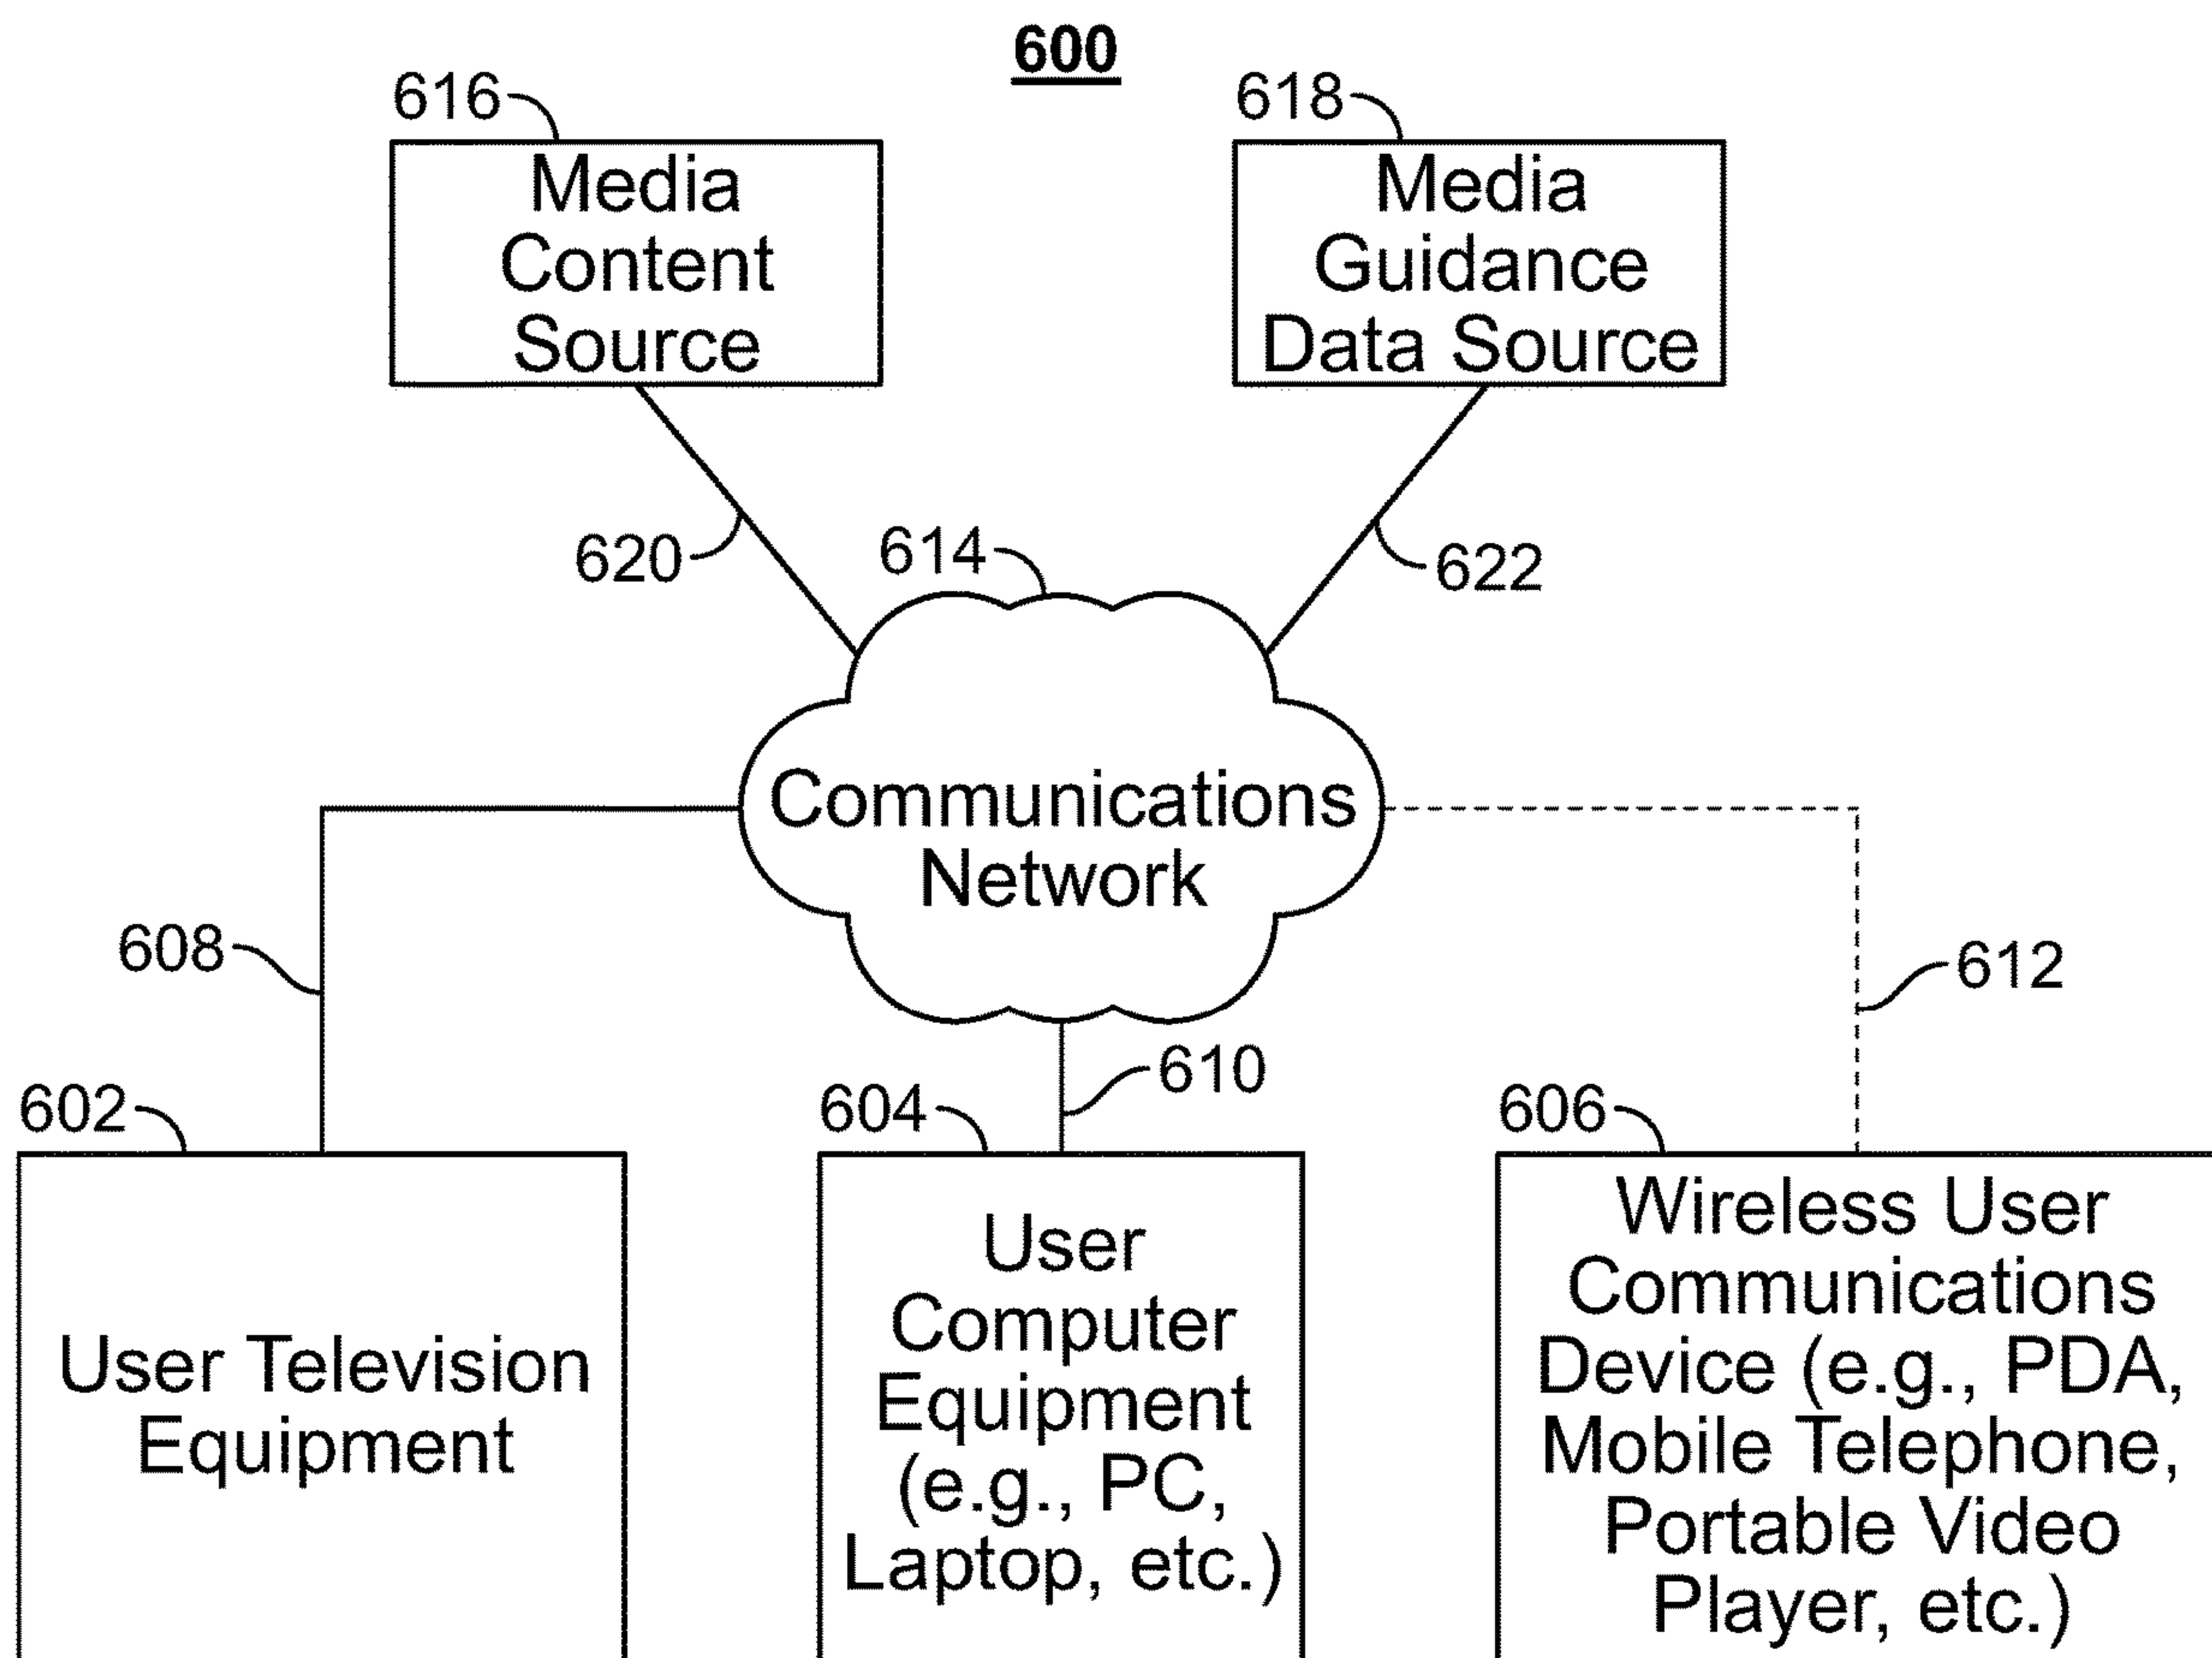 600
616
618
Media
Content
Source
Media
Guidance
Data Source
620
614
622
Communications
Network
608
612
610
602
604
606
User Television
Equipment
User
Computer
Equipment
(e.g., PC,
Laptop, etc.)
Wireless User
Communications
Device (e.g., PDA,
Mobile Telephone,
Portable Video
Player, etc.)